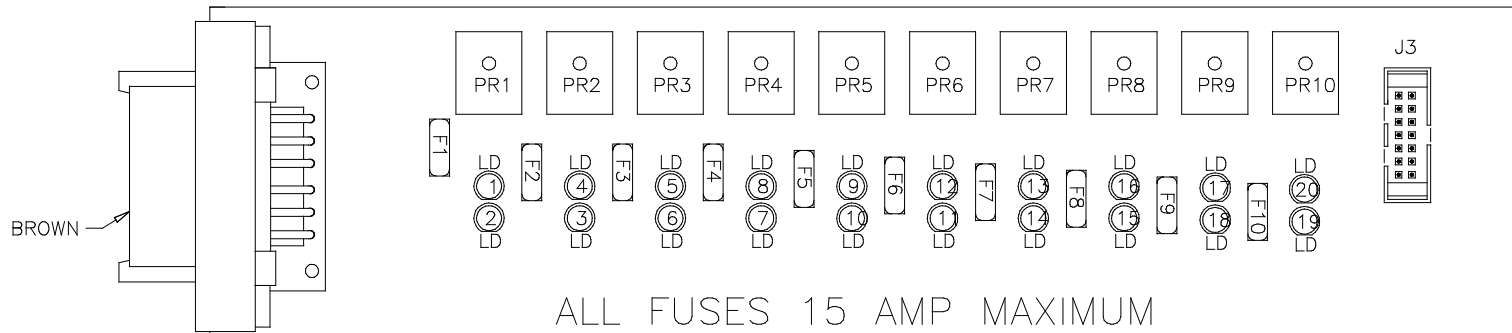 J3
PR1 PR2 PR3 PR4 PR5 PR6 PR7 PR8 PR9 PR10
F1 F2 F3 F4 F5 F6 F7 F8 F9 F10
LD LD LD LD LD LD LD LD LD LD
1 4 5 8 9 12 13 16 17 20
2 3 6 7 10 11 14 15 18 19
LD LD LD LD LD LD LD LD LD LD
BROWN
ALL FUSES 15 AMP MAXIMUM